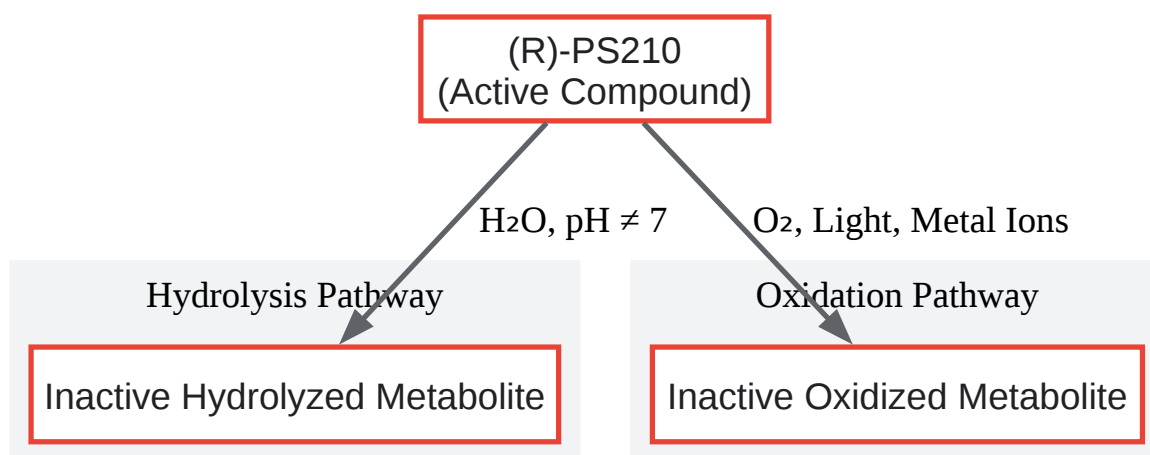 (R)-PS210
(Active Compound)
H₂O, pH ≠ 7
O₂, Light, Metal Ions
Hydrolysis Pathway
Oxidation Pathway
Inactive Hydrolyzed Metabolite
Inactive Oxidized Metabolite